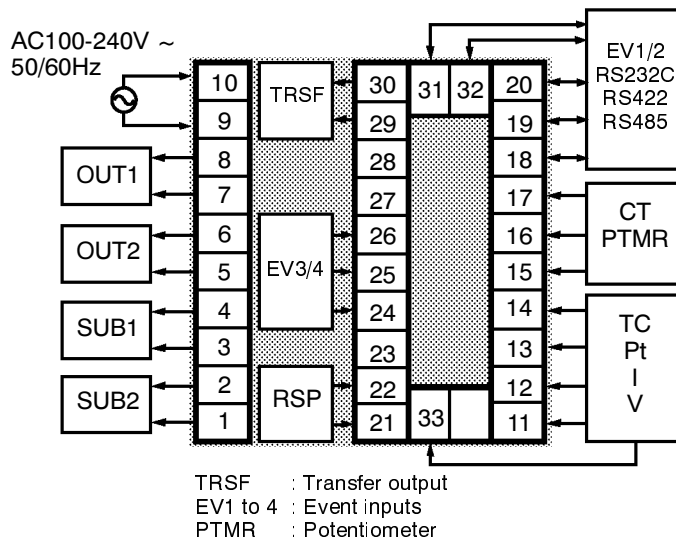 AC100-240V ~
50/60Hz
10
9
8
7
6
5
4
3
2
1
OUT1
OUT2
SUB1
SUB2
TRSF
EV3/4
RSP
30
29
28
27
26
25
24
23
22
21
31
32
33
20
19
18
17
16
15
14
13
12
11
EV1/2
RS232C
RS422
RS485
CT
PTMR
TC
Pt
I
V
TRSF : Transfer output
EV1 to 4 : Event inputs
PTMR : Potentiometer